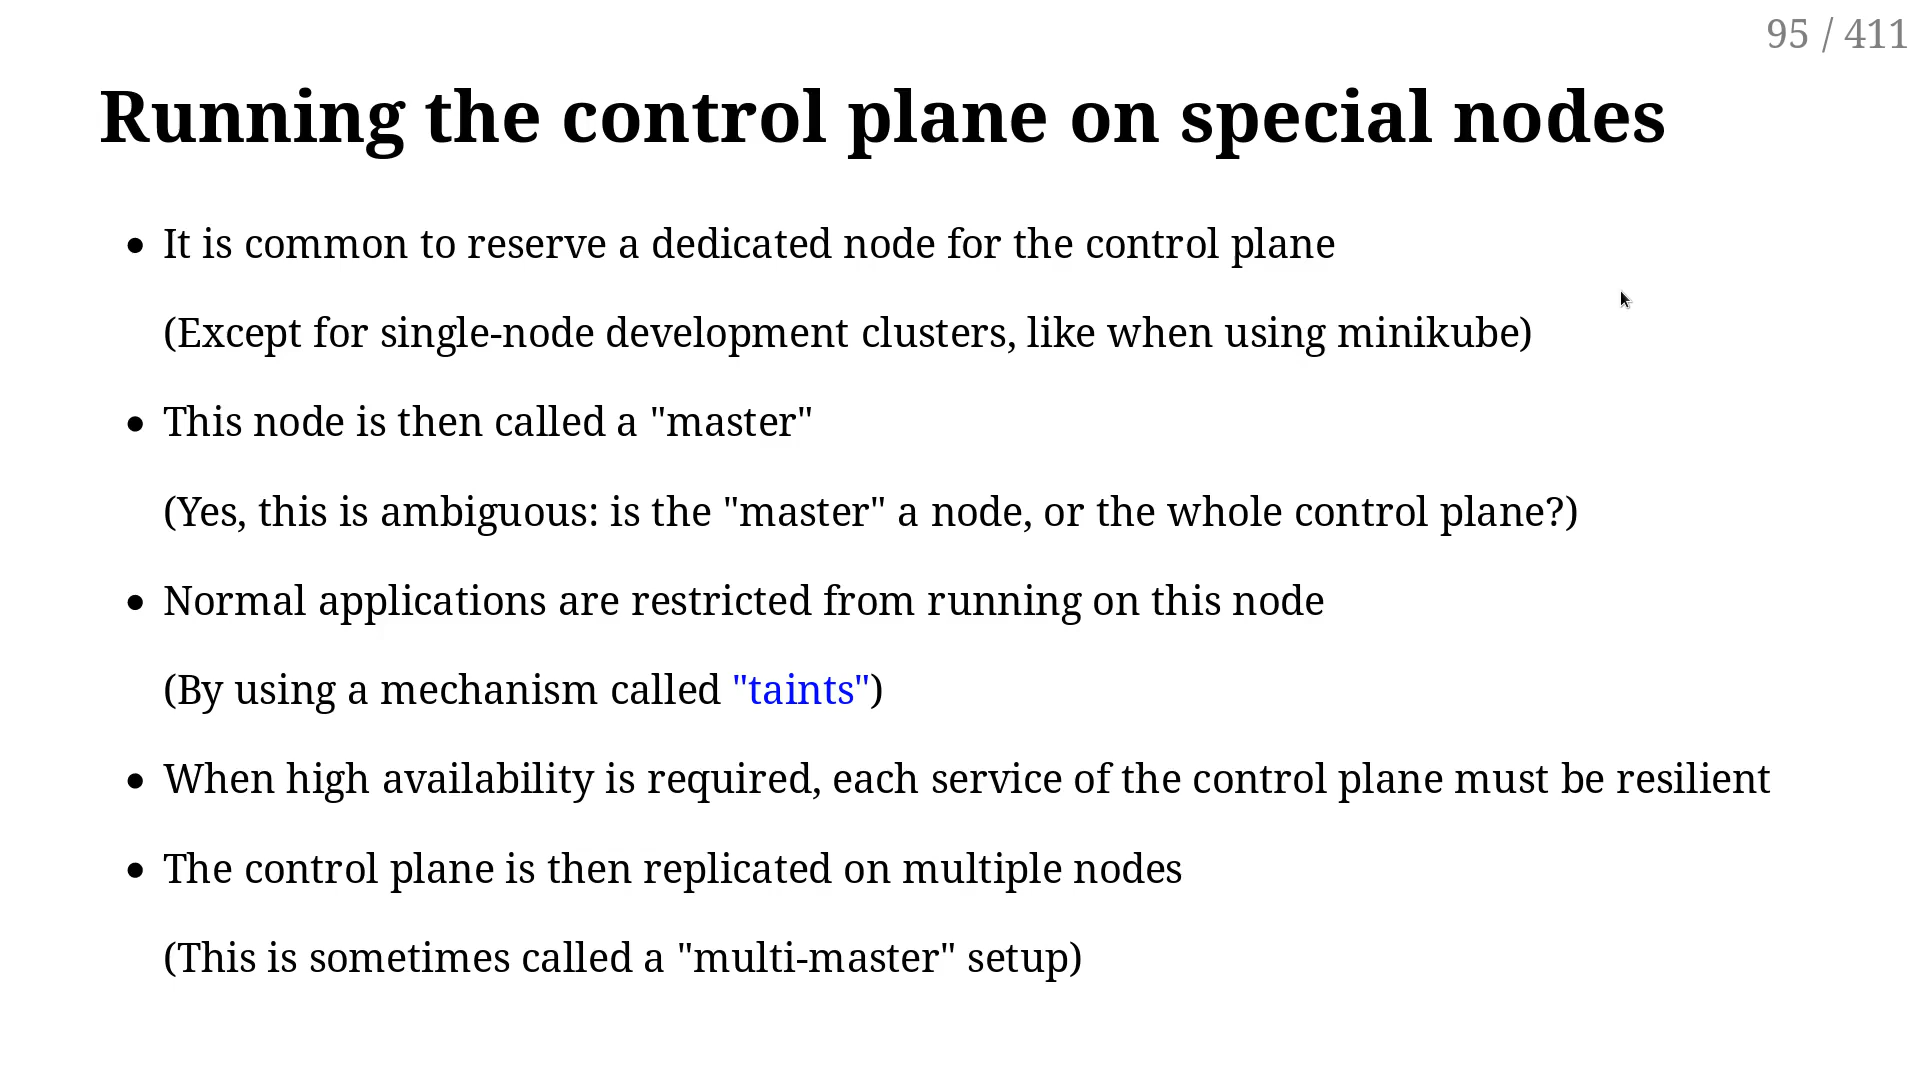 95 / 411
Running the control plane on special nodes
It is common to reserve a dedicated node for the control plane
(Except for single-node development clusters, like when using minikube)
This node is then called a "master"
(Yes, this is ambiguous: is the "master" a node, or the whole control plane?)
Normal applications are restricted from running on this node
(By using a mechanism called "taints")
When high availability is required, each service of the control plane must be resilient
The control plane is then replicated on multiple nodes
(This is sometimes called a "multi-master" setup)